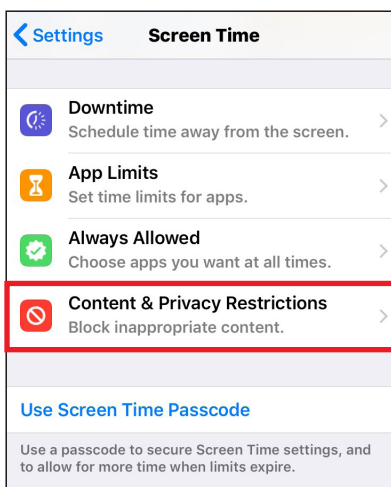 Settings Screen Time
Downtime
Schedule time away from the screen.
App Limits
Set time limits for apps.
Always Allowed
Choose apps you want at all times.
Content & Privacy Restrictions
Block inappropriate content.
Use Screen Time Passcode
Use a passcode to secure Screen Time settings, and
to allow for more time when limits expire.